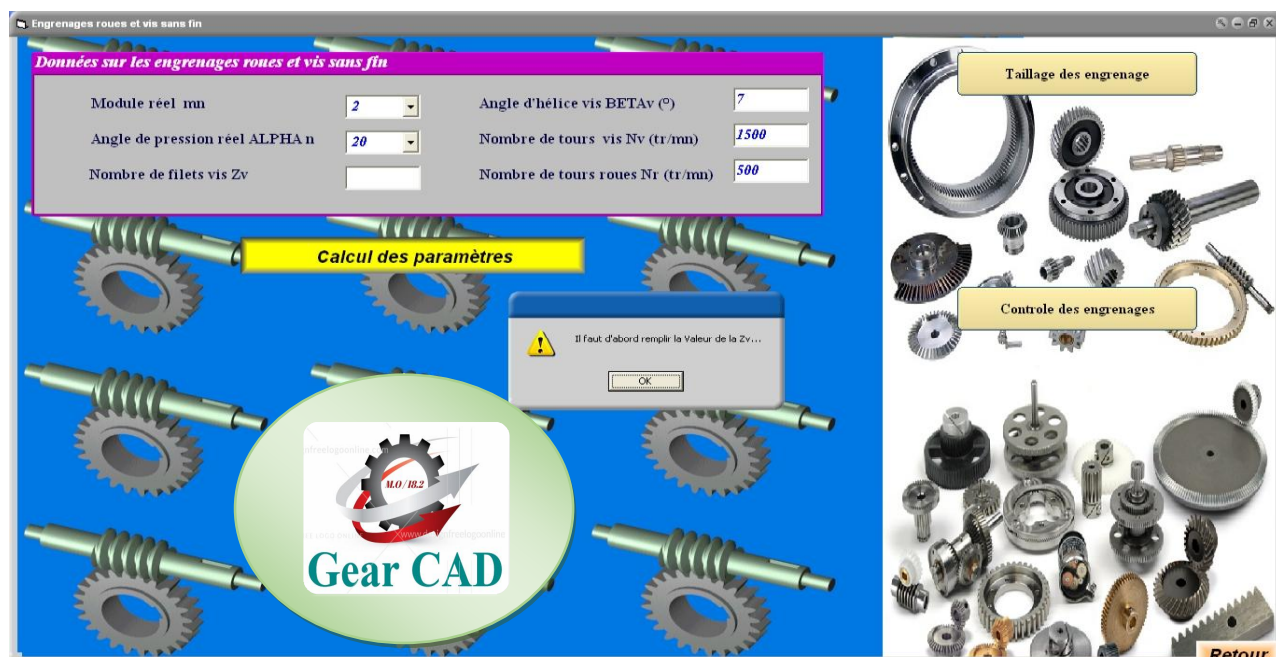 Engrenages roues et vis sans fin
Données sur les engrenages roues et vis sans fin
Module réel mn
2
Angle d'hélice vis BETAv (°)
7
Angle de pression réel ALPHA n
20
Nombre de tours vis Nv (tr/mn)
1500
Nombre de filets vis Zv
Nombre de tours roues Nr (tr/mn)
500
Calcul des paramètres
Il faut d'abord remplir la Valeur de la Zv...
OK
M.O/18.2
Gear CAD
Taillage des engrenage
Controle des engrenages
Retour